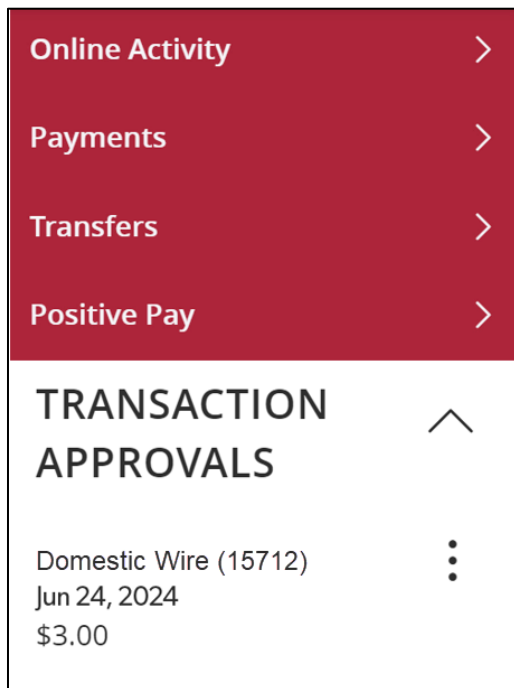 Online Activity
Payments
Transfers
Positive Pay
TRANSACTION
APPROVALS
Domestic Wire (15712)
Jun 24, 2024
$3.00